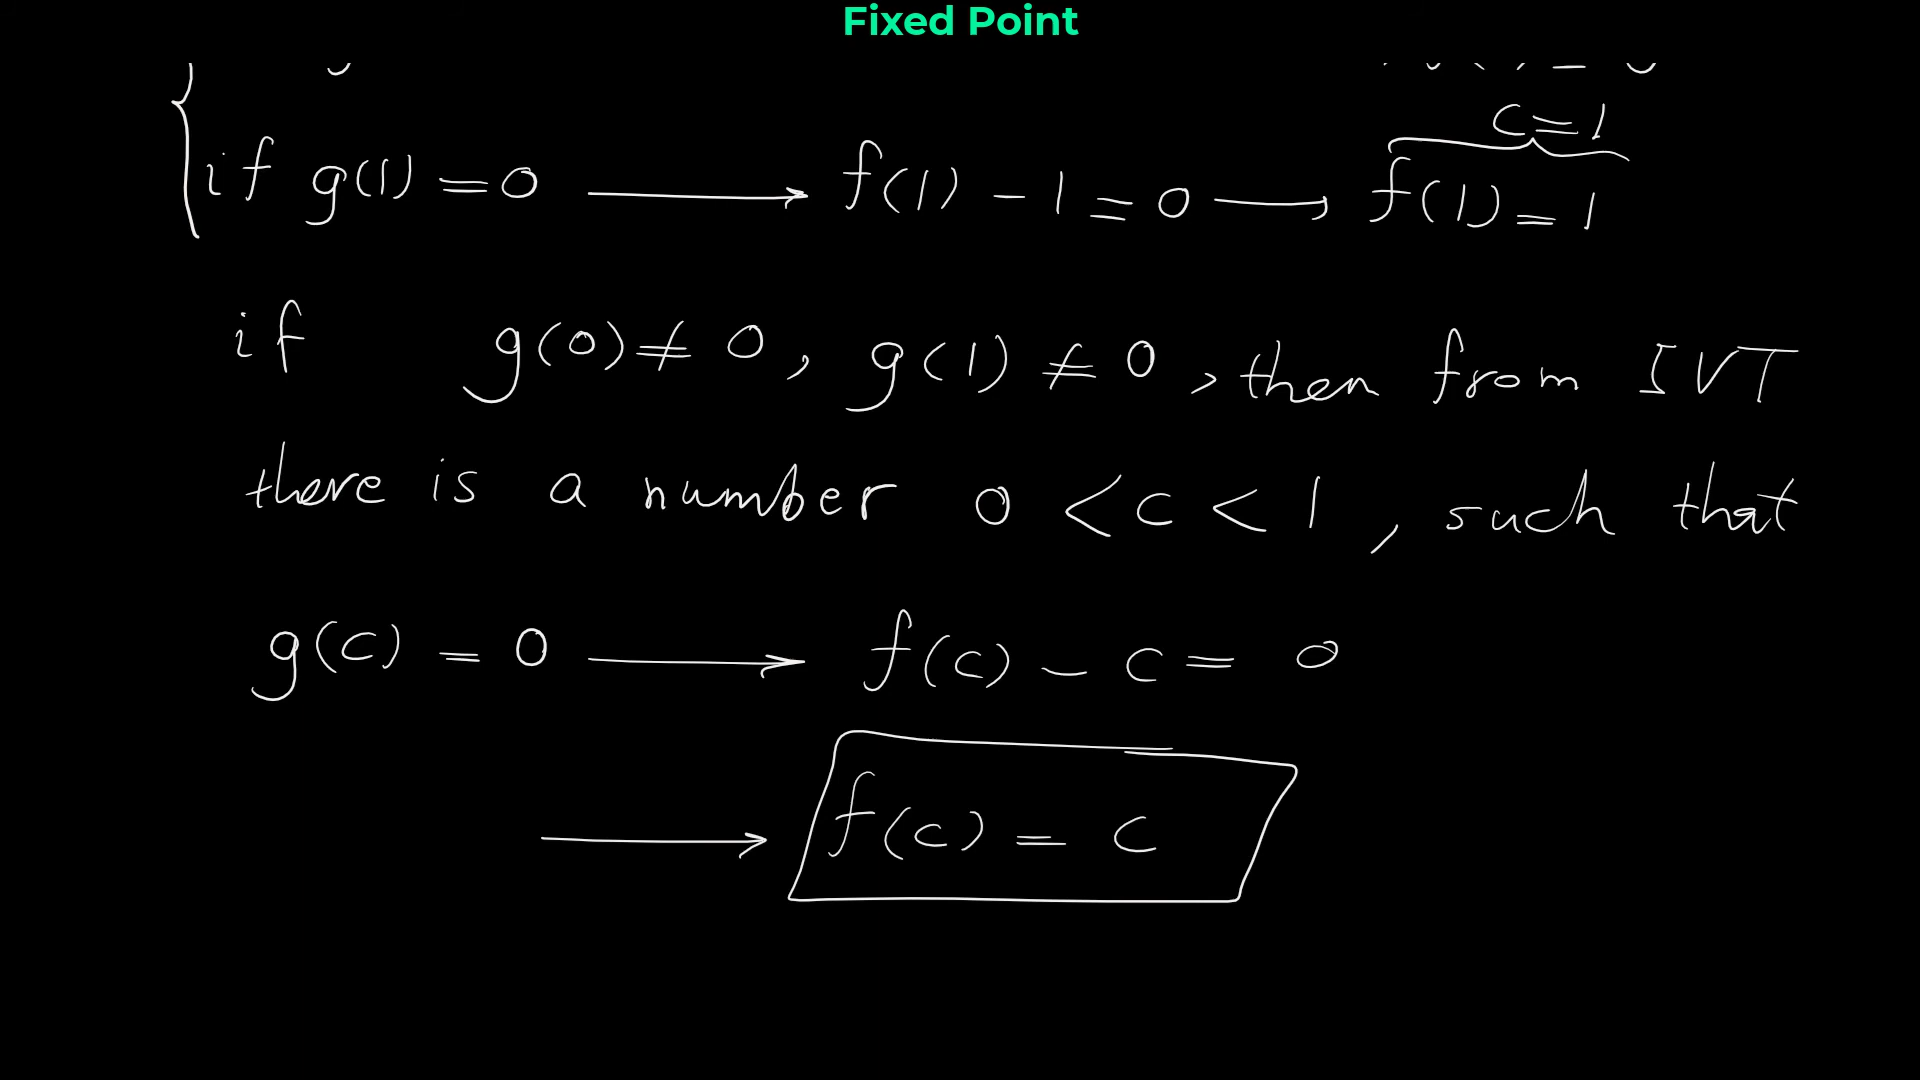 Fixed Point
c=1
if g(1) = 0 ⟶ f(1) - 1 = 0 ⟶ f(1) = 1
if g(0) ≠ 0, g(1) ≠ 0, then from IVT
there is a number 0 < c < 1, such that
g(c) = 0 ⟶ f(c) - c = 0
⟶ f(c) = c